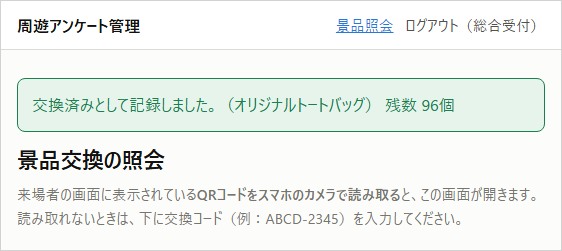 周遊アンケート管理
景品照会 ログアウト（総合受付）
交換済みとして記録しました。（オリジナルトートバッグ） 残数 96個
景品交換の照会
来場者の画面に表示されているQRコードをスマホのカメラで読み取ると、この画面が開きます。
読み取れないときは、下に交換コード（例：ABCD-2345）を入力してください。